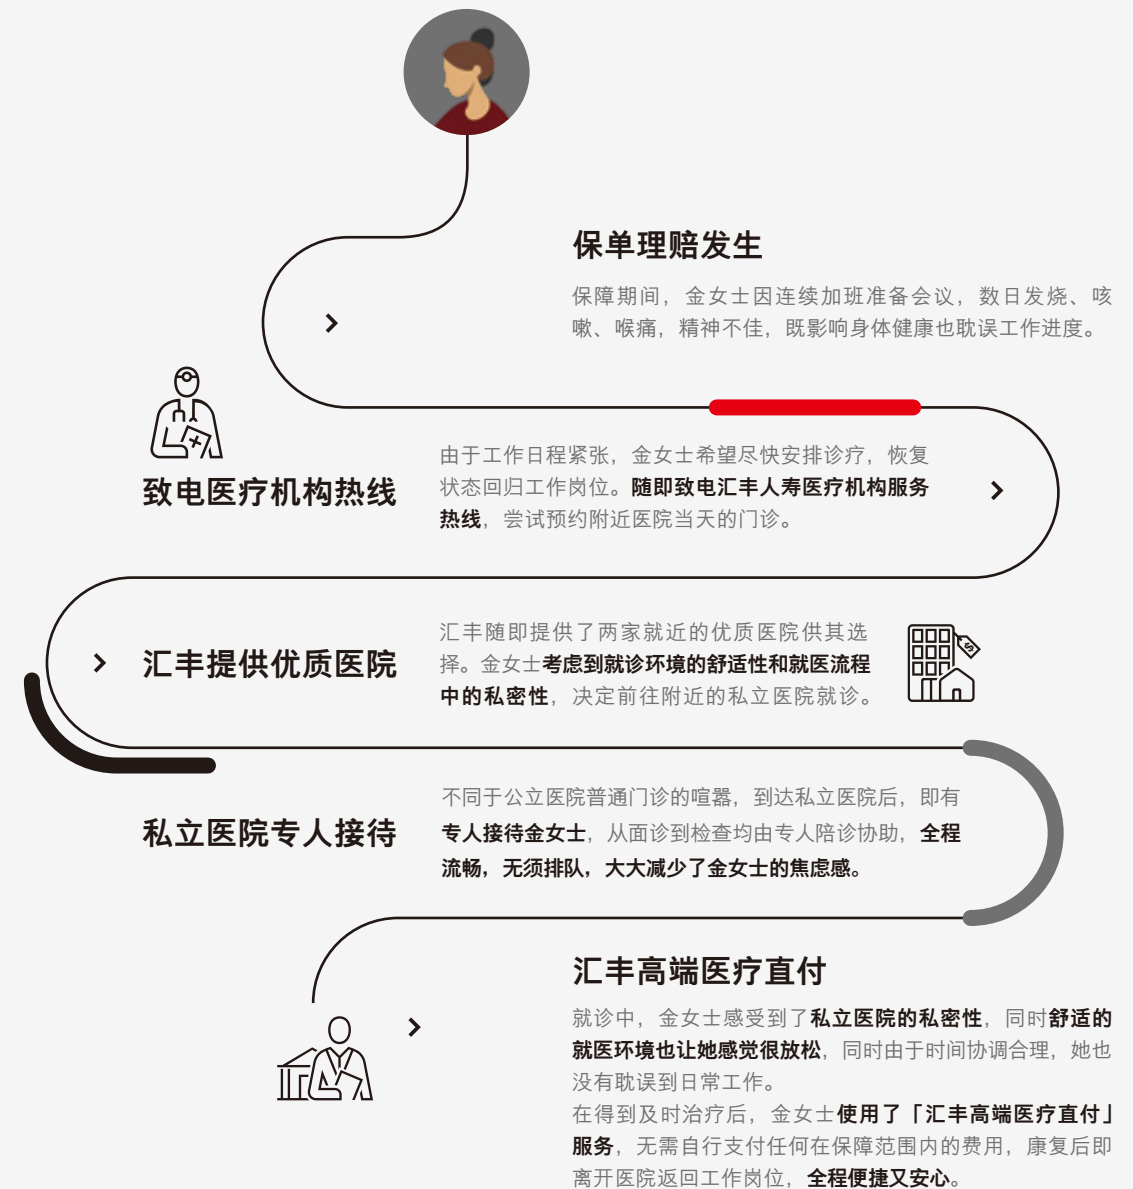 保单理赔发生
保障期间，金女士因连续加班准备会议，数日发烧、咳
嗽、喉痛，精神不佳，既影响身体健康也耽误工作进度。
致电医疗机构热线
由于工作日程紧张，金女士希望尽快安排诊疗，恢复
状态回归工作岗位。随即致电汇丰人寿医疗机构服务
热线，尝试预约附近医院当天的门诊。
汇丰提供优质医院
汇丰随即提供了两家就近的优质医院供其选
择。金女士考虑到就诊环境的舒适性和就医流程
中的私密性，决定前往附近的私立医院就诊。
私立医院专人接待
不同于公立医院普通门诊的喧嚣，到达私立医院后，即有
专人接待金女士，从面诊到检查均由专人陪诊协助，全程
流畅，无须排队，大大减少了金女士的焦虑感。
汇丰高端医疗直付
就诊中，金女士感受到了私立医院的私密性，同时舒适的
就医环境也让她感觉很放松，同时由于时间协调合理，她也
没有耽误到日常工作。
在得到及时治疗后，金女士使用了「汇丰高端医疗直付」
服务，无需自行支付任何在保障范围内的费用，康复后即
离开医院返回工作岗位，全程便捷又安心。